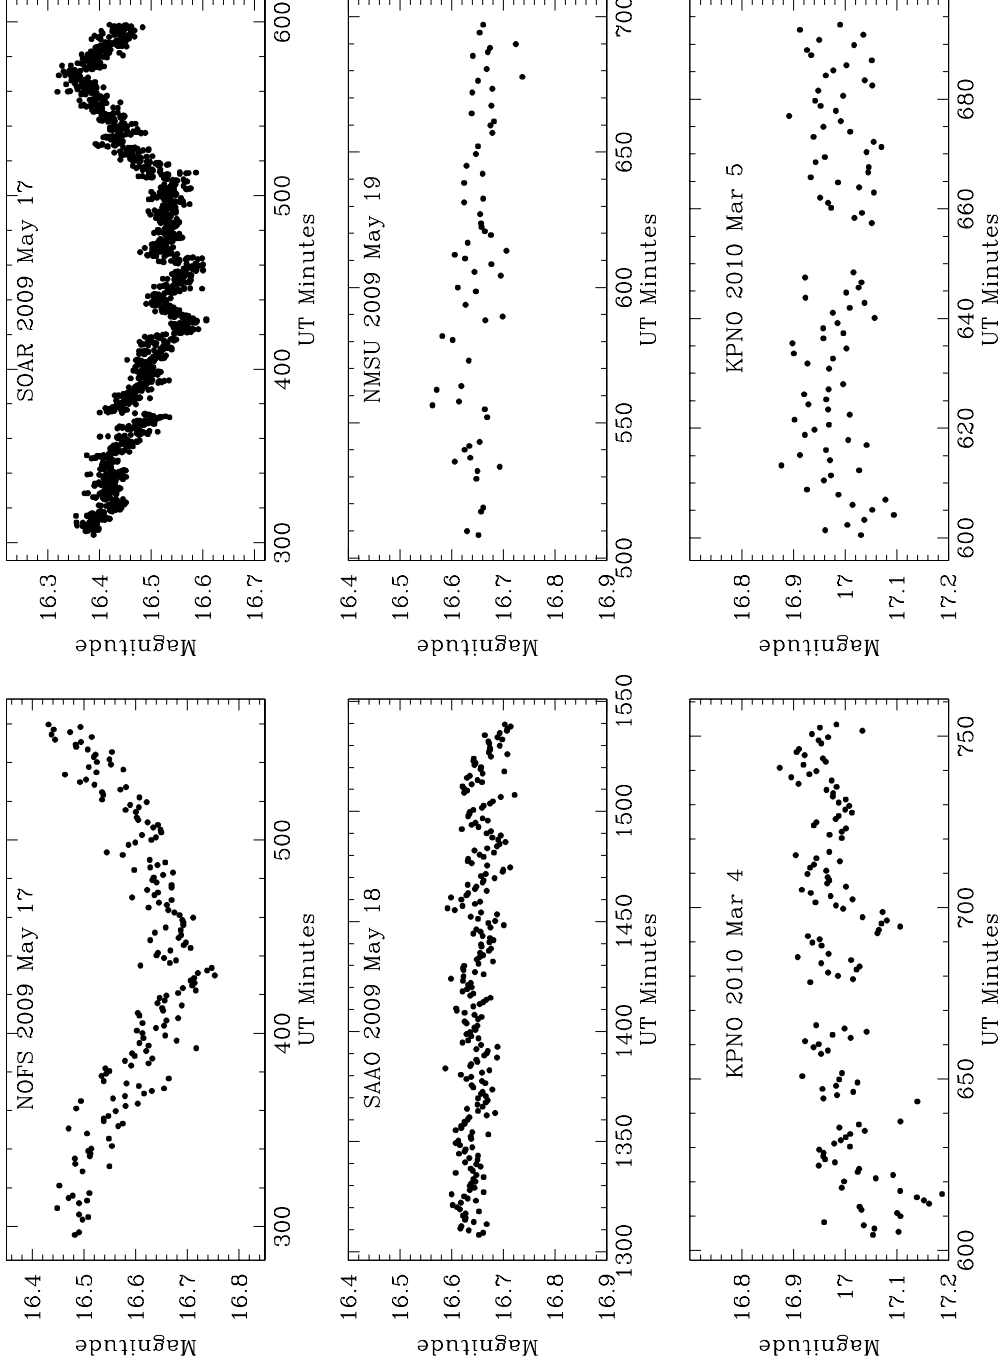 NOFS 2009 May 17
Magnitude
16.4
16.5
16.6
16.7
16.8
300 400 500
UT Minutes
SOAR 2009 May 17
Magnitude
16.3
16.4
16.5
16.6
16.7
300 400 500 600
UT Minutes
SAAO 2009 May 18
Magnitude
16.4
16.5
16.6
16.7
16.8
16.9
1300 1350 1400 1450 1500 1550
UT Minutes
NMSU 2009 May 19
Magnitude
16.4
16.5
16.6
16.7
16.8
16.9
500 550 600 650 700
UT Minutes
KPNO 2010 Mar 4
Magnitude
16.8
16.9
17
17.1
17.2
600 650 700 750
UT Minutes
KPNO 2010 Mar 5
Magnitude
16.8
16.9
17
17.1
17.2
600 620 640 660 680
UT Minutes